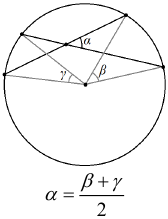 α
γ
β
α = (β + γ) / 2